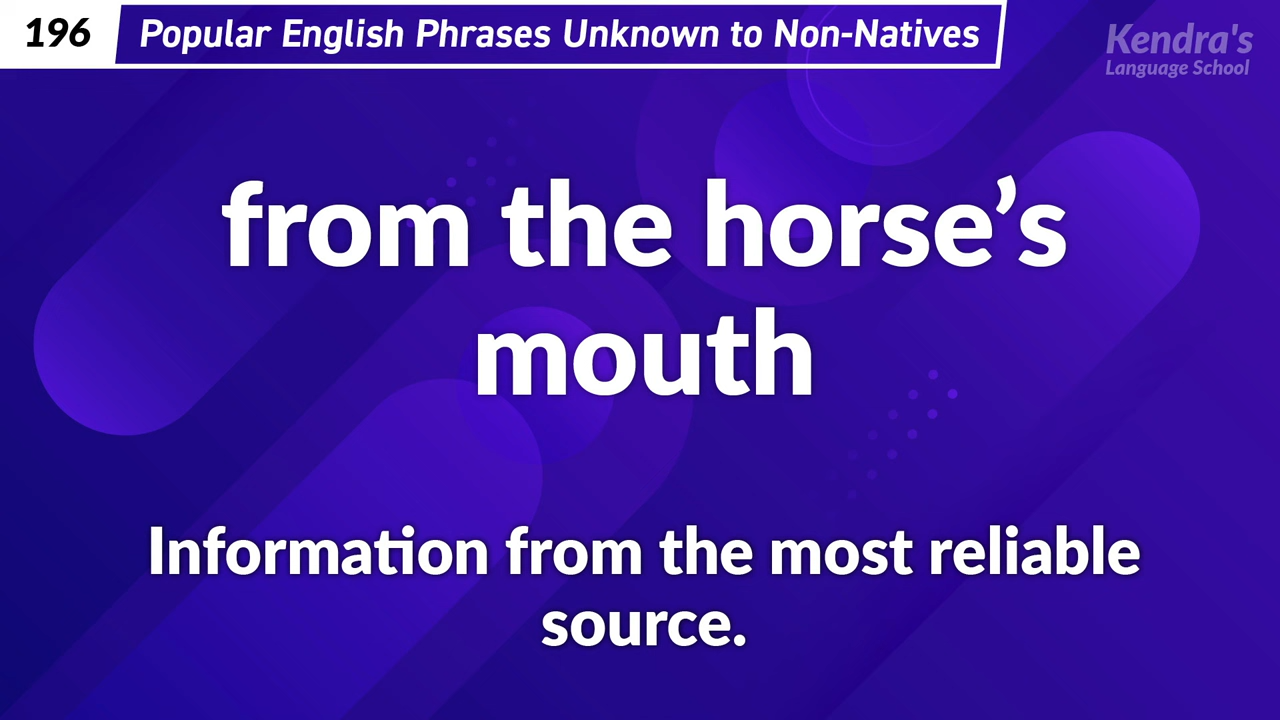 196
Popular English Phrases Unknown to Non-Natives
Kendra's
Language School
from the horse’s
mouth
Information from the most reliable
source.